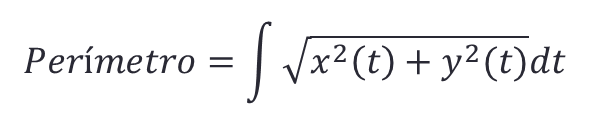 Perímetro = ∫ √x²(t) + y²(t)dt